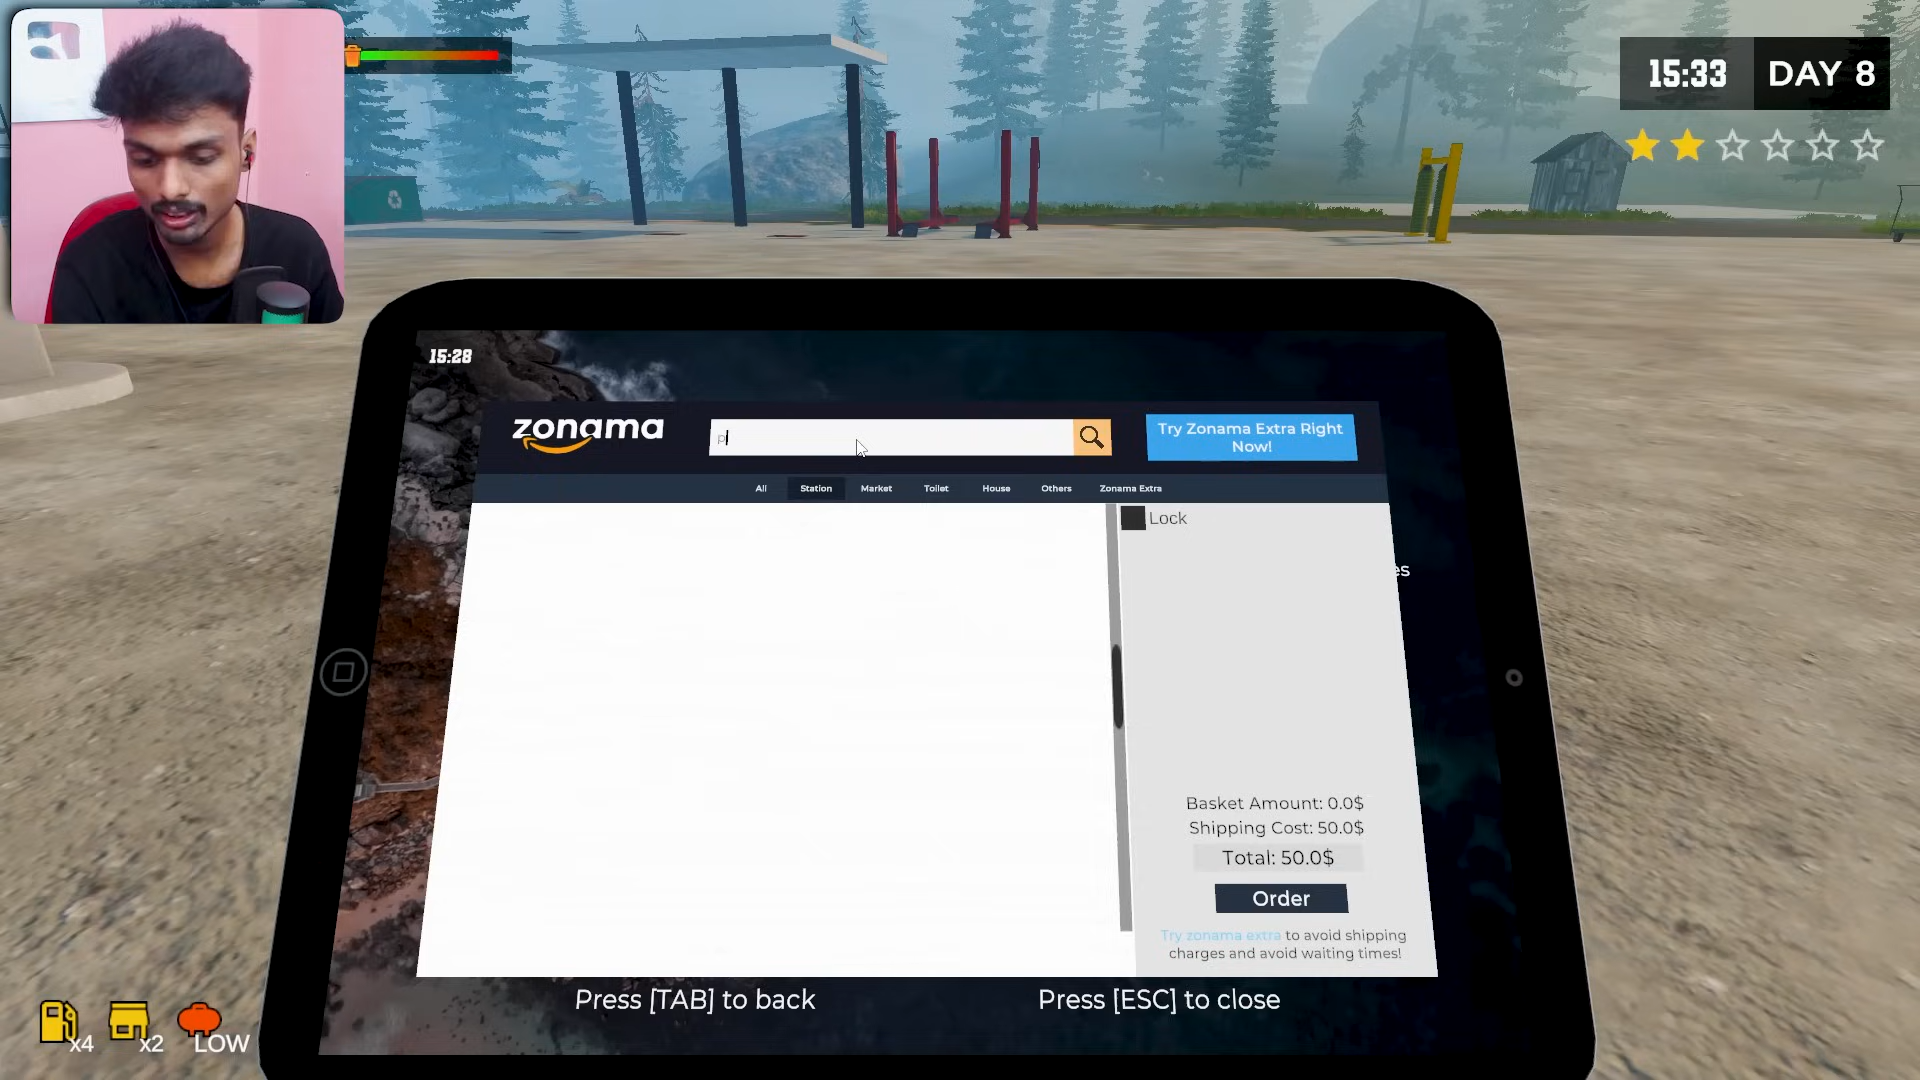 15:33 DAY 8
15:28
zonama
p
Try Zonama Extra Right
Now!
All Station Market Toilet House Others Zonama Extra
Lock
es
Basket Amount: 0.0$
Shipping Cost: 50.0$
Total: 50.0$
Order
Try zonama extra to avoid shipping
charges and avoid waiting times!
Press [TAB] to back
Press [ESC] to close
x4 x2 LOW